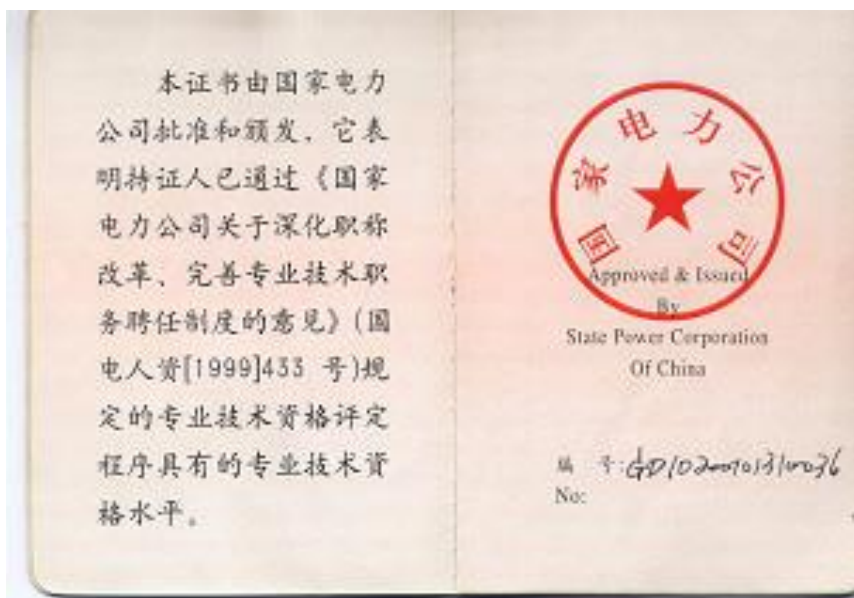 本证书由国家电力
公司批准和颁发，它表
明持证人已通过《国家
电力公司关于深化职称
改革、完善专业技术职
务聘任制度的意见》(国
电人资[1999]433 号)规
定的专业技术资格评定
程序具有的专业技术资
格水平。
国家电力公司
Approved & Issued
By
State Power Corporation
Of China
编 号:
No: